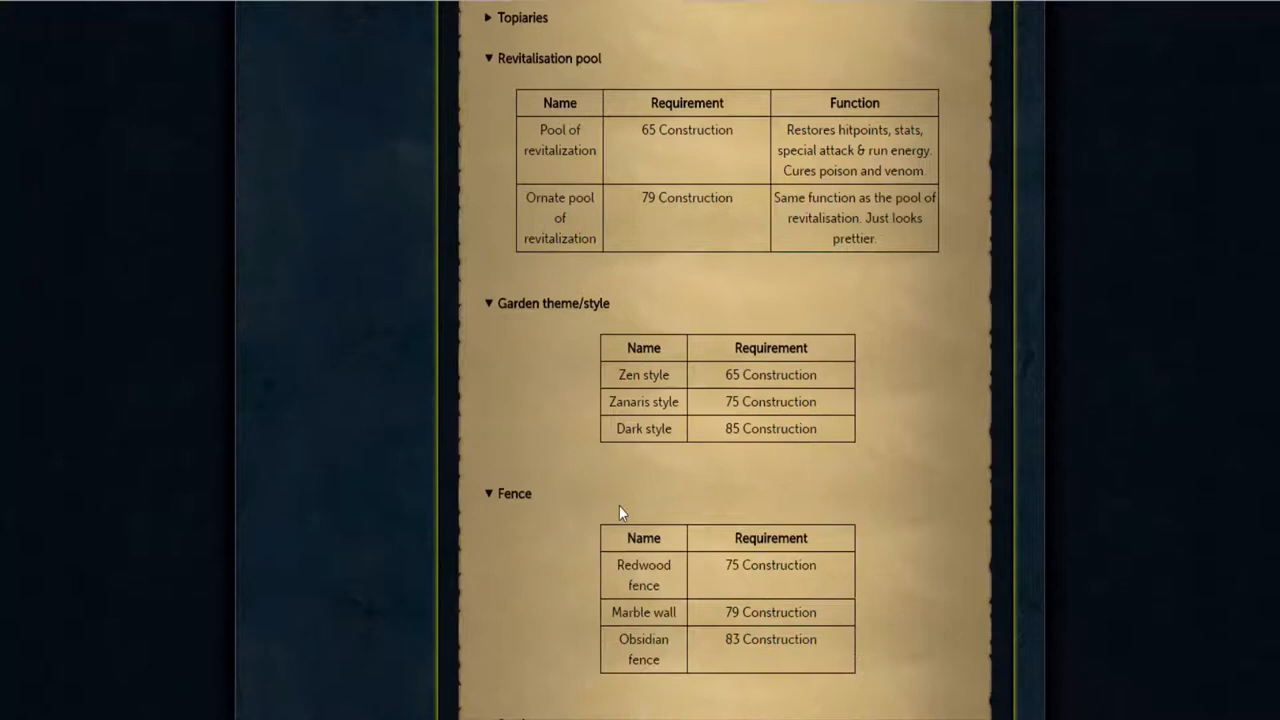 Topiaries
Revitalisation pool
Name Requirement Function
Pool of 65 Construction Restores hitpoints, stats,
revitalization special attack & run energy.
Cures poison and venom.
Ornate pool 79 Construction Same function as the pool of
of revitalisation. Just looks
revitalization prettier.
Garden theme/style
Name Requirement
Zen style 65 Construction
Zanaris style 75 Construction
Dark style 85 Construction
Fence
Name Requirement
Redwood 75 Construction
fence
Marble wall 79 Construction
Obsidian 83 Construction
fence